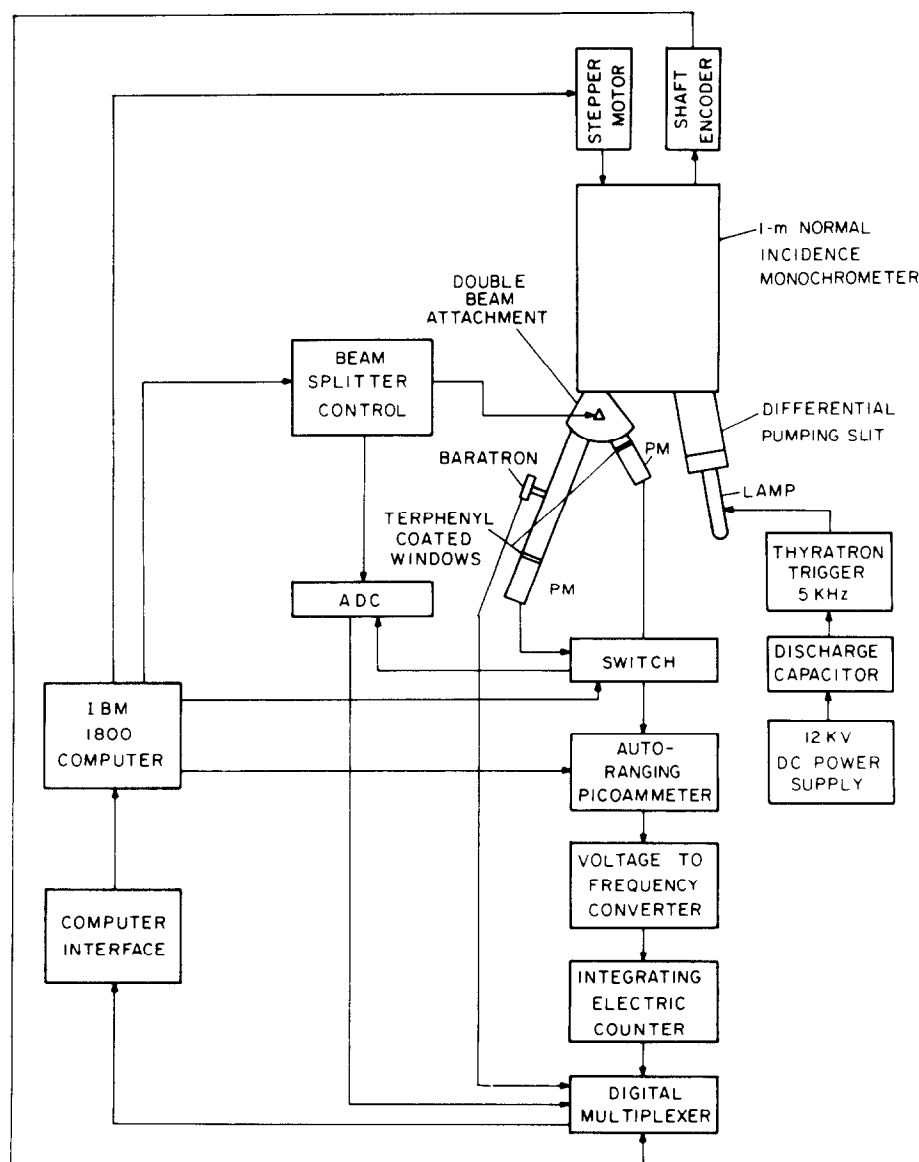 STEPPER
MOTOR
SHAFT
ENCODER
1-m NORMAL
INCIDENCE
MONOCHROMETER
DOUBLE
BEAM
ATTACHMENT
BEAM
SPLITTER
CONTROL
DIFFERENTIAL
PUMPING SLIT
PM
BARATRON
LAMP
TERPHENYL
COATED
WINDOWS
THYRATRON
TRIGGER
5 KHz
PM
ADC
SWITCH
DISCHARGE
CAPACITOR
IBM
1800
COMPUTER
AUTO-
RANGING
PICOAMMETER
12 KV
DC POWER
SUPPLY
VOLTAGE TO
FREQUENCY
CONVERTER
COMPUTER
INTERFACE
INTEGRATING
ELECTRIC
COUNTER
DIGITAL
MULTIPLEXER